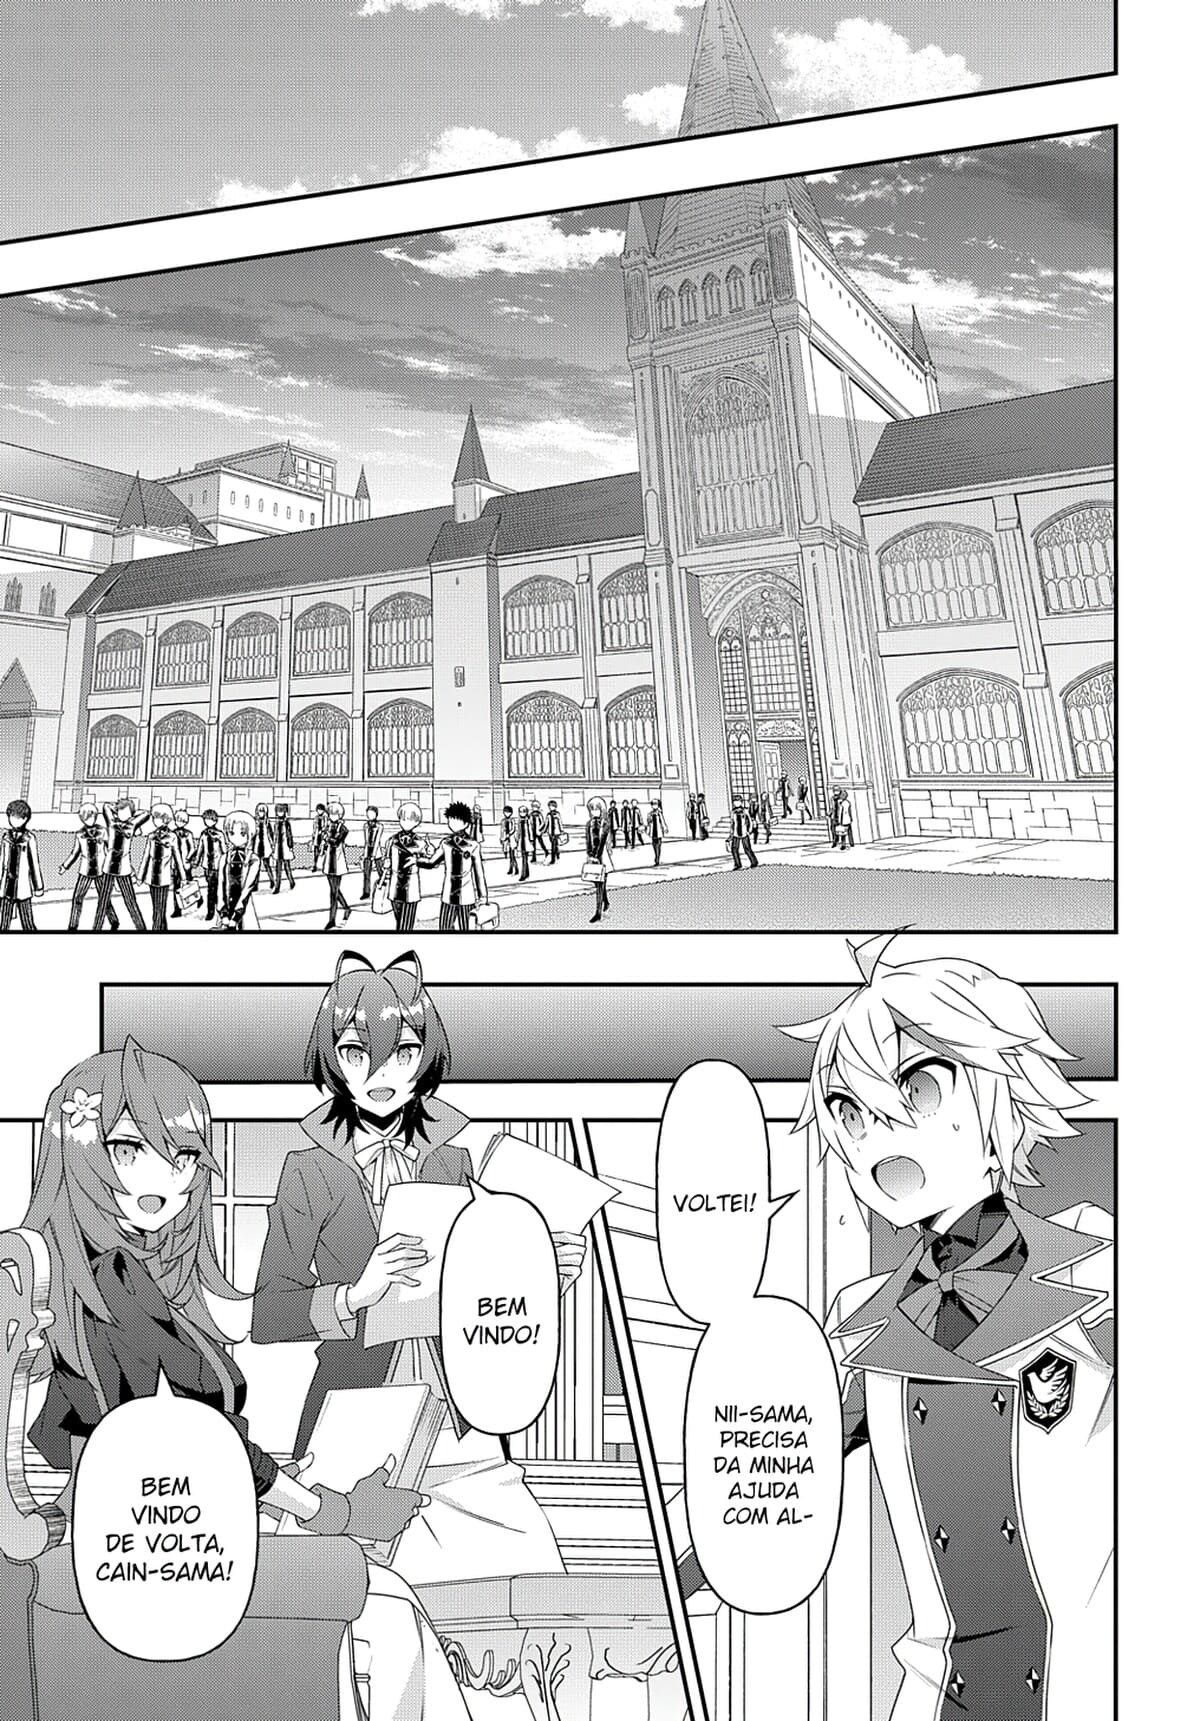 VOLTEI!
NII-SAMA,
PRECISA
DA MINHA
AJUDA
COM AL-
BEM
VINDO!
BEM
VINDO
DE VOLTA,
CAIN-SAMA!